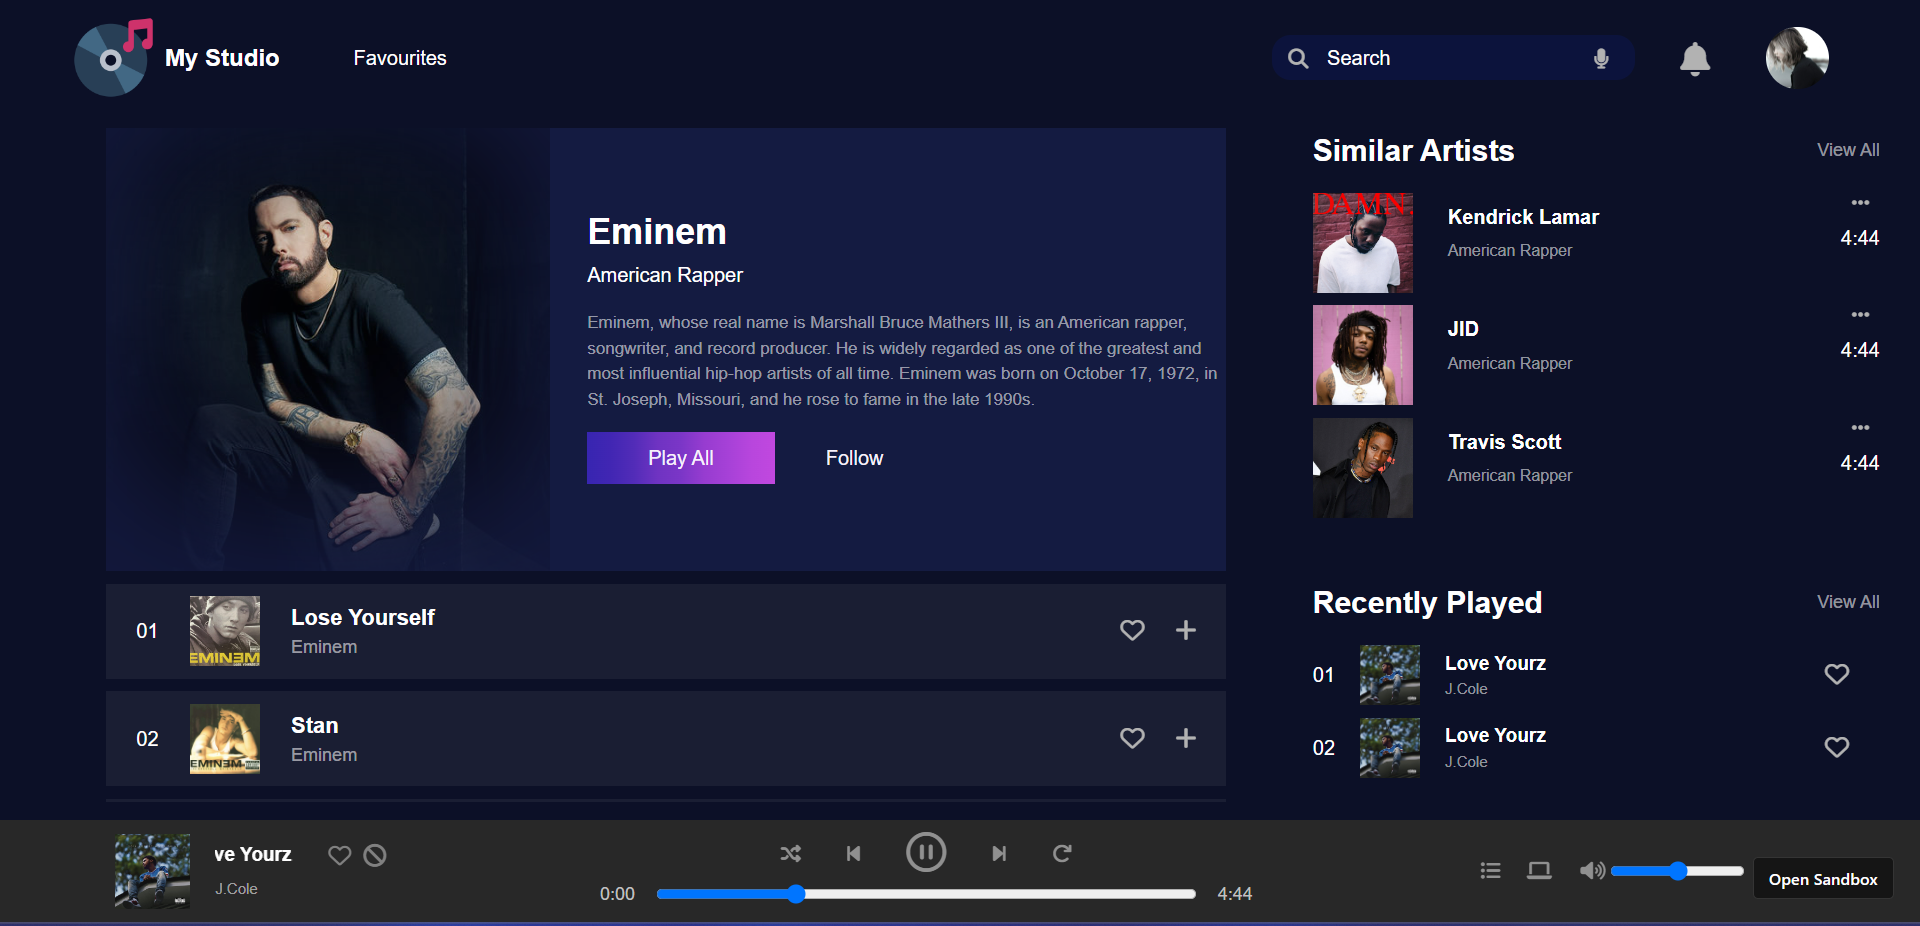 My Studio
Favourites
Search
Eminem
American Rapper
Eminem, whose real name is Marshall Bruce Mathers III, is an American rapper,
songwriter, and record producer. He is widely regarded as one of the greatest and
most influential hip-hop artists of all time. Eminem was born on October 17, 1972, in
St. Joseph, Missouri, and he rose to fame in the late 1990s.
Play All
Follow
01
EMINEM
Lose Yourself
Eminem
02
EMINEM
Stan
Eminem
Similar Artists
View All
DAMN.
Kendrick Lamar
American Rapper
4:44
JID
American Rapper
4:44
Travis Scott
American Rapper
4:44
Recently Played
View All
01
Love Yourz
J.Cole
02
Love Yourz
J.Cole
ve Yourz
J.Cole
0:00
4:44
Open Sandbox